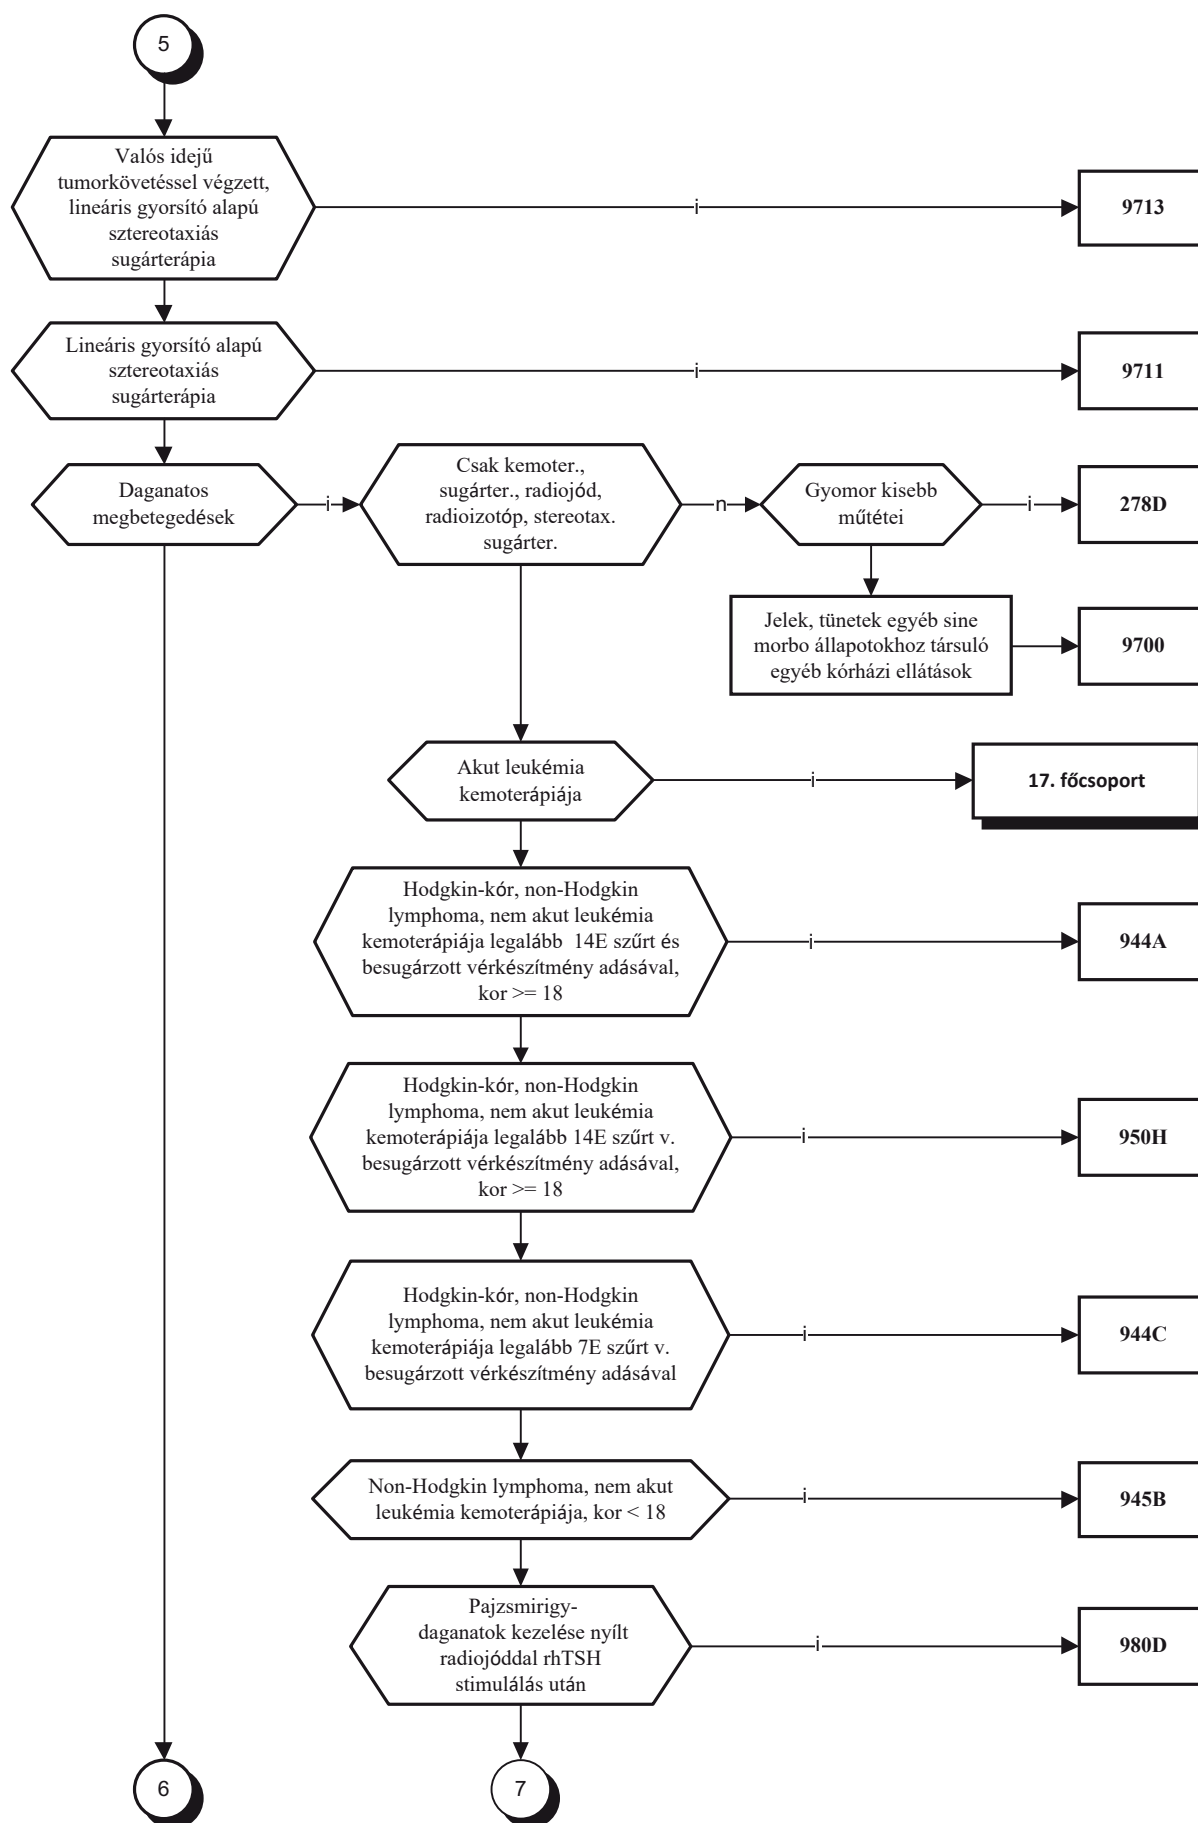 5
Valós idejű
tumorkövetéssel végzett,
lineáris gyorsító alapú
sztereotaxiás
sugárterápia
i
9713
Lineáris gyorsító alapú
sztereotaxiás
sugárterápia
i
9711
Daganatos
megbetegedések
i
Csak kemoter.,
sugárter., radiojód,
radioizotóp, stereotax.
sugárter.
n
Gyomor kisebb
műtétei
i
278D
Jelek, tünetek egyéb sine
morbo állapotokhoz társuló
egyéb kórházi ellátások
9700
Akut leukémia
kemoterápiája
i
17. főcsoport
Hodgkin-kór, non-Hodgkin
lymphoma, nem akut leukémia
kemoterápiája legalább 14E szűrt és
besugárzott vérkészítmény adásával,
kor >= 18
i
944A
Hodgkin-kór, non-Hodgkin
lymphoma, nem akut leukémia
kemoterápiája legalább 14E szűrt v.
besugárzott vérkészítmény adásával,
kor >= 18
i
950H
Hodgkin-kór, non-Hodgkin
lymphoma, nem akut leukémia
kemoterápiája legalább 7E szűrt v.
besugárzott vérkészítmény adásával
i
944C
Non-Hodgkin lymphoma, nem akut
leukémia kemoterápiája, kor < 18
i
945B
Pajzsmirigy-
daganatok kezelése nyílt
radiojóddal rhTSH
stimulálás után
i
980D
6
7